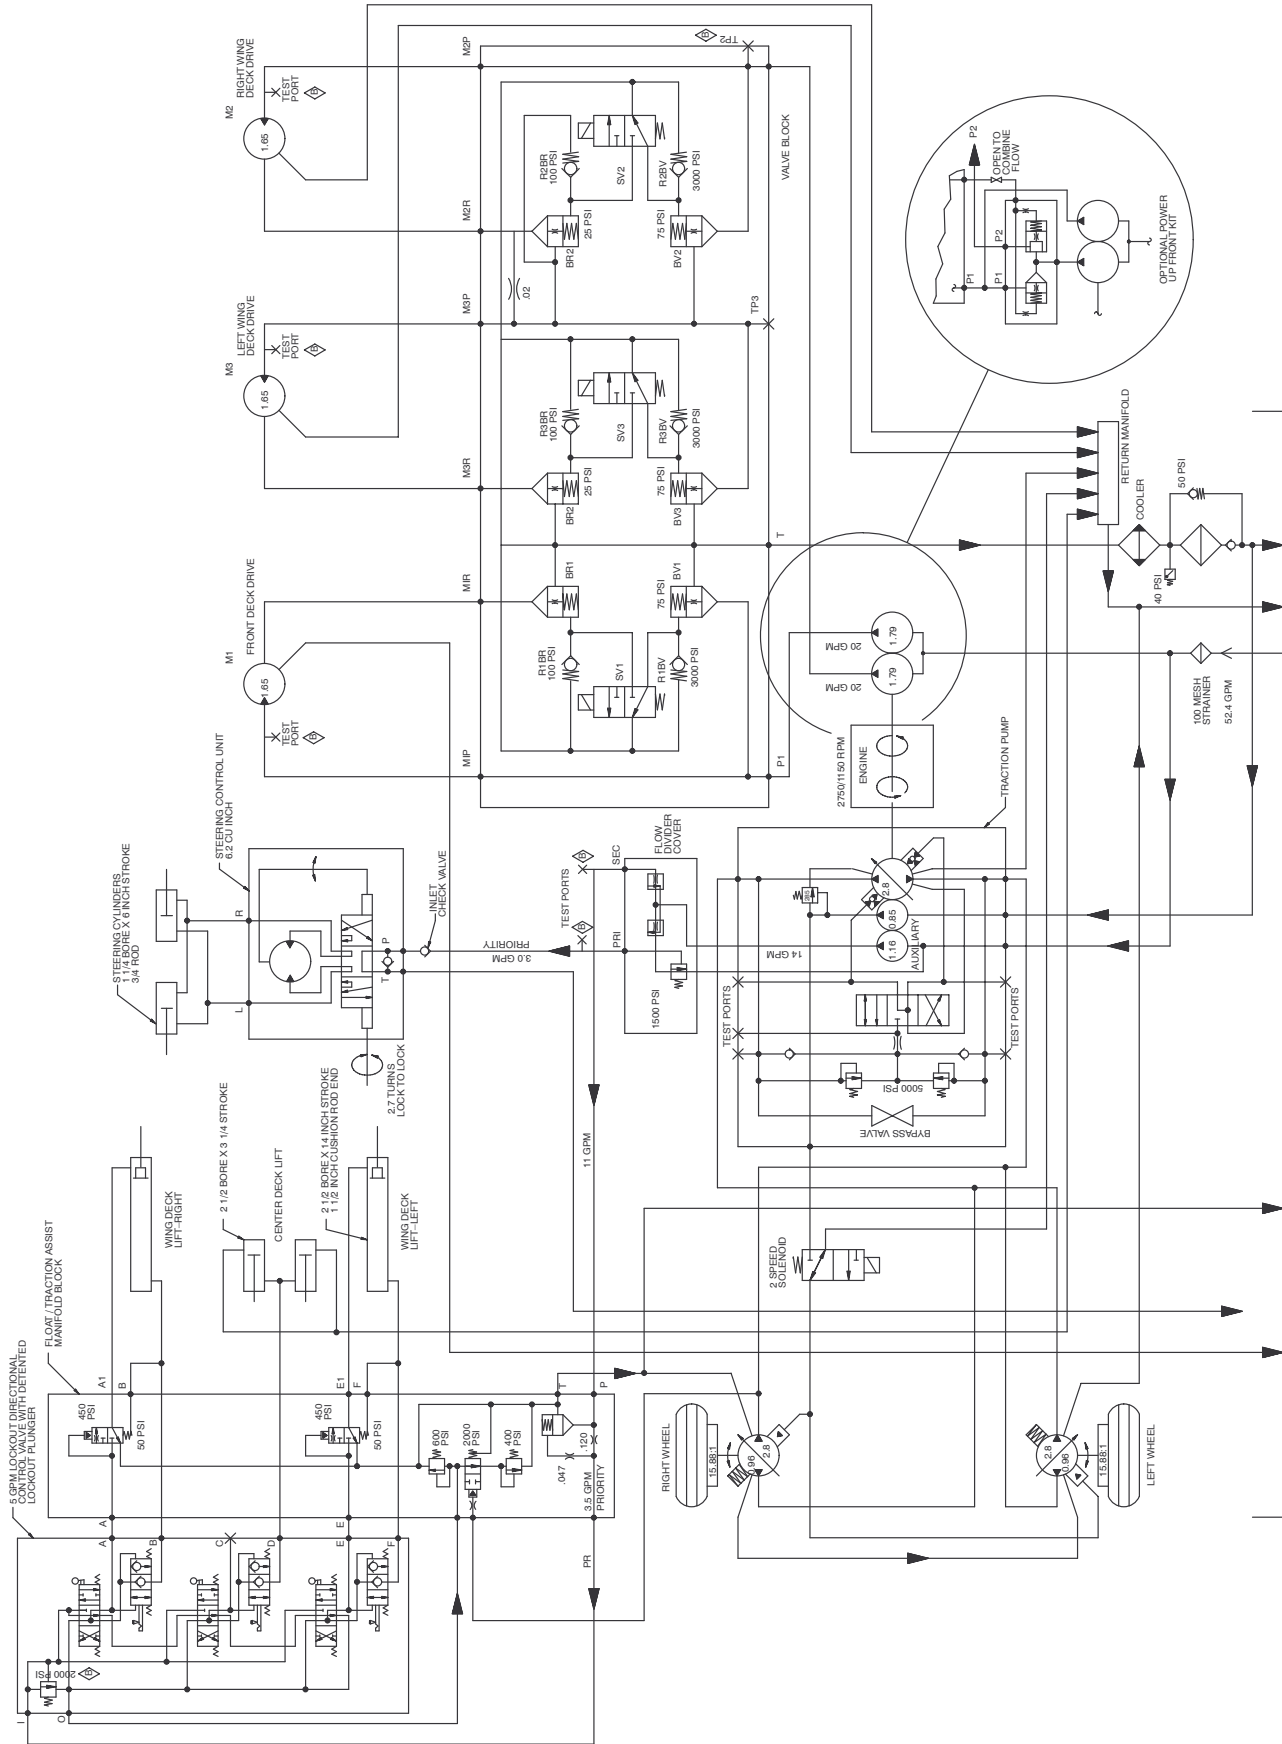 M2
RIGHT WING
DECK DRIVE
1.65
TEST
PORT
B
M3
LEFT WING
DECK DRIVE
1.65
TEST
PORT
B
M1
FRONT DECK DRIVE
1.65
TEST
PORT
B
M2P
TP2
B
M2R
R2BR
100 PSI
SV2
R2BV
3000 PSI
25 PSI
BR2
75 PSI
BV2
.02
M3P
TP3
VALVE BLOCK
M3R
R3BR
100 PSI
SV3
R3BV
3000 PSI
25 PSI
BR2
75 PSI
BV3
T
MIR
BR1
BV1
75 PSI
R1BR
100 PSI
SV1
R1BV
3000 PSI
MIP
P1
P2
OPEN TO
COMBINE
FLOW
P1
P1
P2
OPTIONAL POWER
UP FRONT KIT
RETURN MANIFOLD
COOLER
50 PSI
40 PSI
100 MESH
STRAINER
52.4 GPM
20 GPM
20 GPM
1.79
1.79
2750/1150 RPM
ENGINE
TRACTION PUMP
STEERING CYLINDERS
1 1/4 BORE X 6 INCH STROKE
3/4 ROD
STEERING CONTROL UNIT
6.2 CU INCH
L
R
T
P
INLET
CHECK VALVE
2.7 TURNS
LOCK TO LOCK
PRIORITY
3.0 GPM
TEST PORTS
B
B
PRI
SEC
FLOW
DIVIDER
COVER
1500 PSI
14 GPM
1.16
0.85
2.8
AUXILIARY
TEST PORTS
TEST PORTS
5000 PSI
BYPASS VALVE
11 GPM
2 SPEED
SOLENOID
WING DECK
LIFT-RIGHT
2 1/2 BORE X 3 1/4 STROKE
CENTER DECK LIFT
2 1/2 BORE X 14 INCH STROKE
1 1/2 INCH CUSHION ROD END
WING DECK
LIFT-LEFT
FLOAT / TRACTION ASSIST
MANIFOLD BLOCK
5 GPM LOCKOUT DIRECTIONAL
CONTROL VALVE WITH DETENTED
LOCKOUT PLUNGER
A1
B
450
PSI
50 PSI
E1
F
450
PSI
50 PSI
600
PSI
2000
PSI
400
PSI
T
P
.047
.120
3.5 GPM
PRIORITY
PR
A
A
B
C
D
E
E
F
2000 PSI
B
I
O
RIGHT WHEEL
15.88:1
.96
2.8
15.88:1
2.8
0.96
LEFT WHEEL